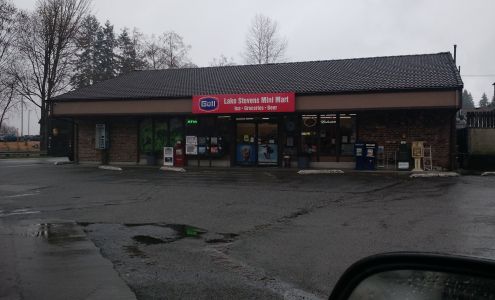 Gull
Lake Stevens Mini Mart
Ice • Groceries • Beer
ATM